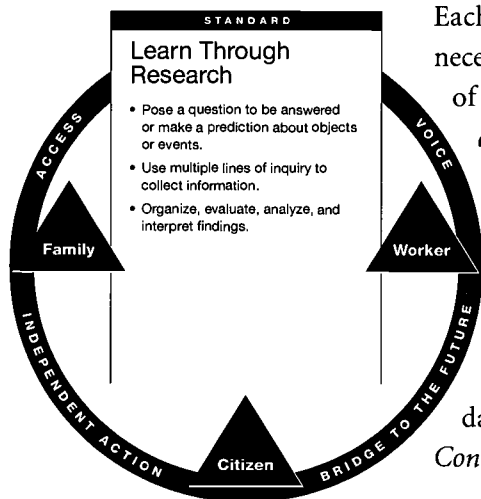 STANDARD
Learn Through
Research
• Pose a question to be answered
or make a prediction about objects
or events.
• Use multiple lines of inquiry to
collect information.
• Organize, evaluate, analyze, and
interpret findings.
ACCESS
VOICE
Family
Worker
INDEPENDENT ACTION
BRIDGE TO THE FUTURE
Citizen
Each
nece
of
da
Con